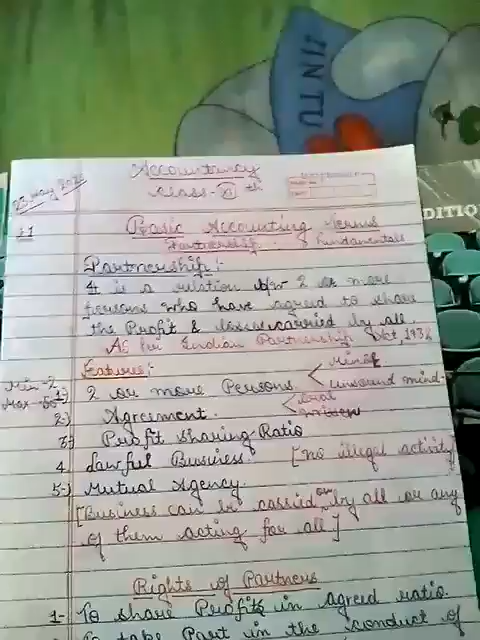 JINTU
DITIO
Accountancy
23 May
Class - XI th
L1
Basic Accounting Terms
Partnership : Fundamentals
Partnership :
It is a relation b/w 2 or more
persons who have agreed to share
the Profit & losses carried by all.
As Per Indian Partnership Act, 1932
Features :-
Min - 2
Max - 50
1-) 2 or more Persons < Minor
unsound mind-
2-) Agreement. < Oral
written
3-) Profit Sharing Ratio
4. Lawful Business. [no illegal activity]
5-) Mutual Agency.
[Business can be carried on by all or any
of them acting for all]
Rights of Partners
1- To share Profits in agreed ratio.
To take Part in the conduct of